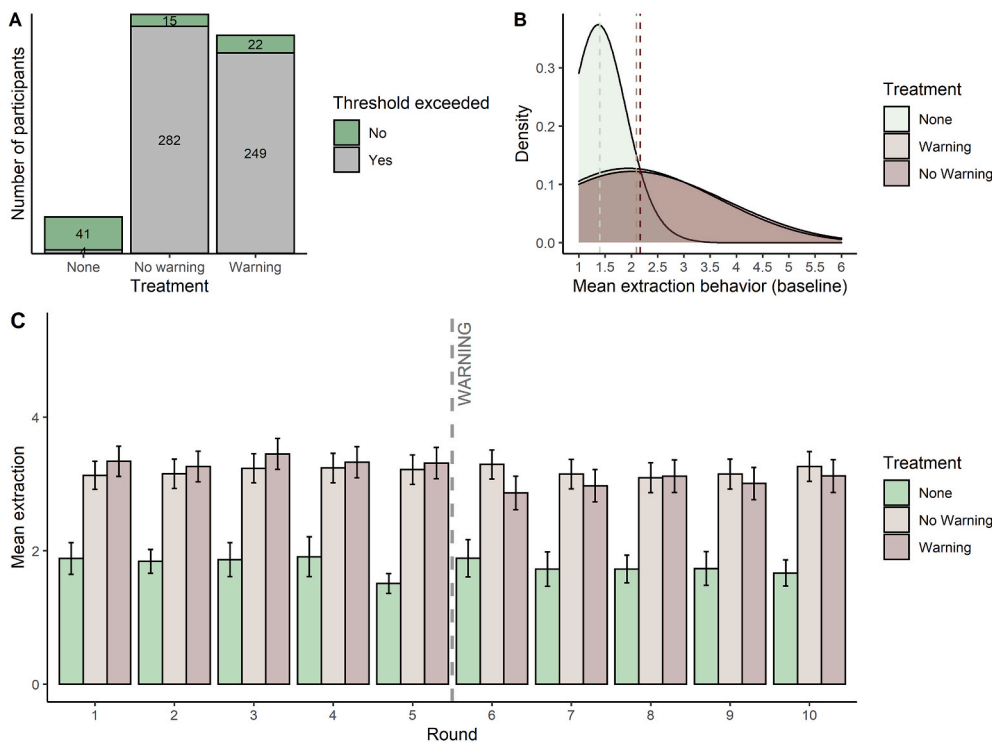 A
Number of participants
15
282
22
249
41
4
None
No warning
Warning
Treatment
Threshold exceeded
No
Yes
B
Density
0.3
0.2
0.1
0.0
1 1.5 2 2.5 3 3.5 4 4.5 5 5.5 6
Mean extraction behavior (baseline)
Treatment
None
Warning
No Warning
C
WARNING
Mean extraction
4
2
0
1 2 3 4 5 6 7 8 9 10
Round
Treatment
None
No Warning
Warning